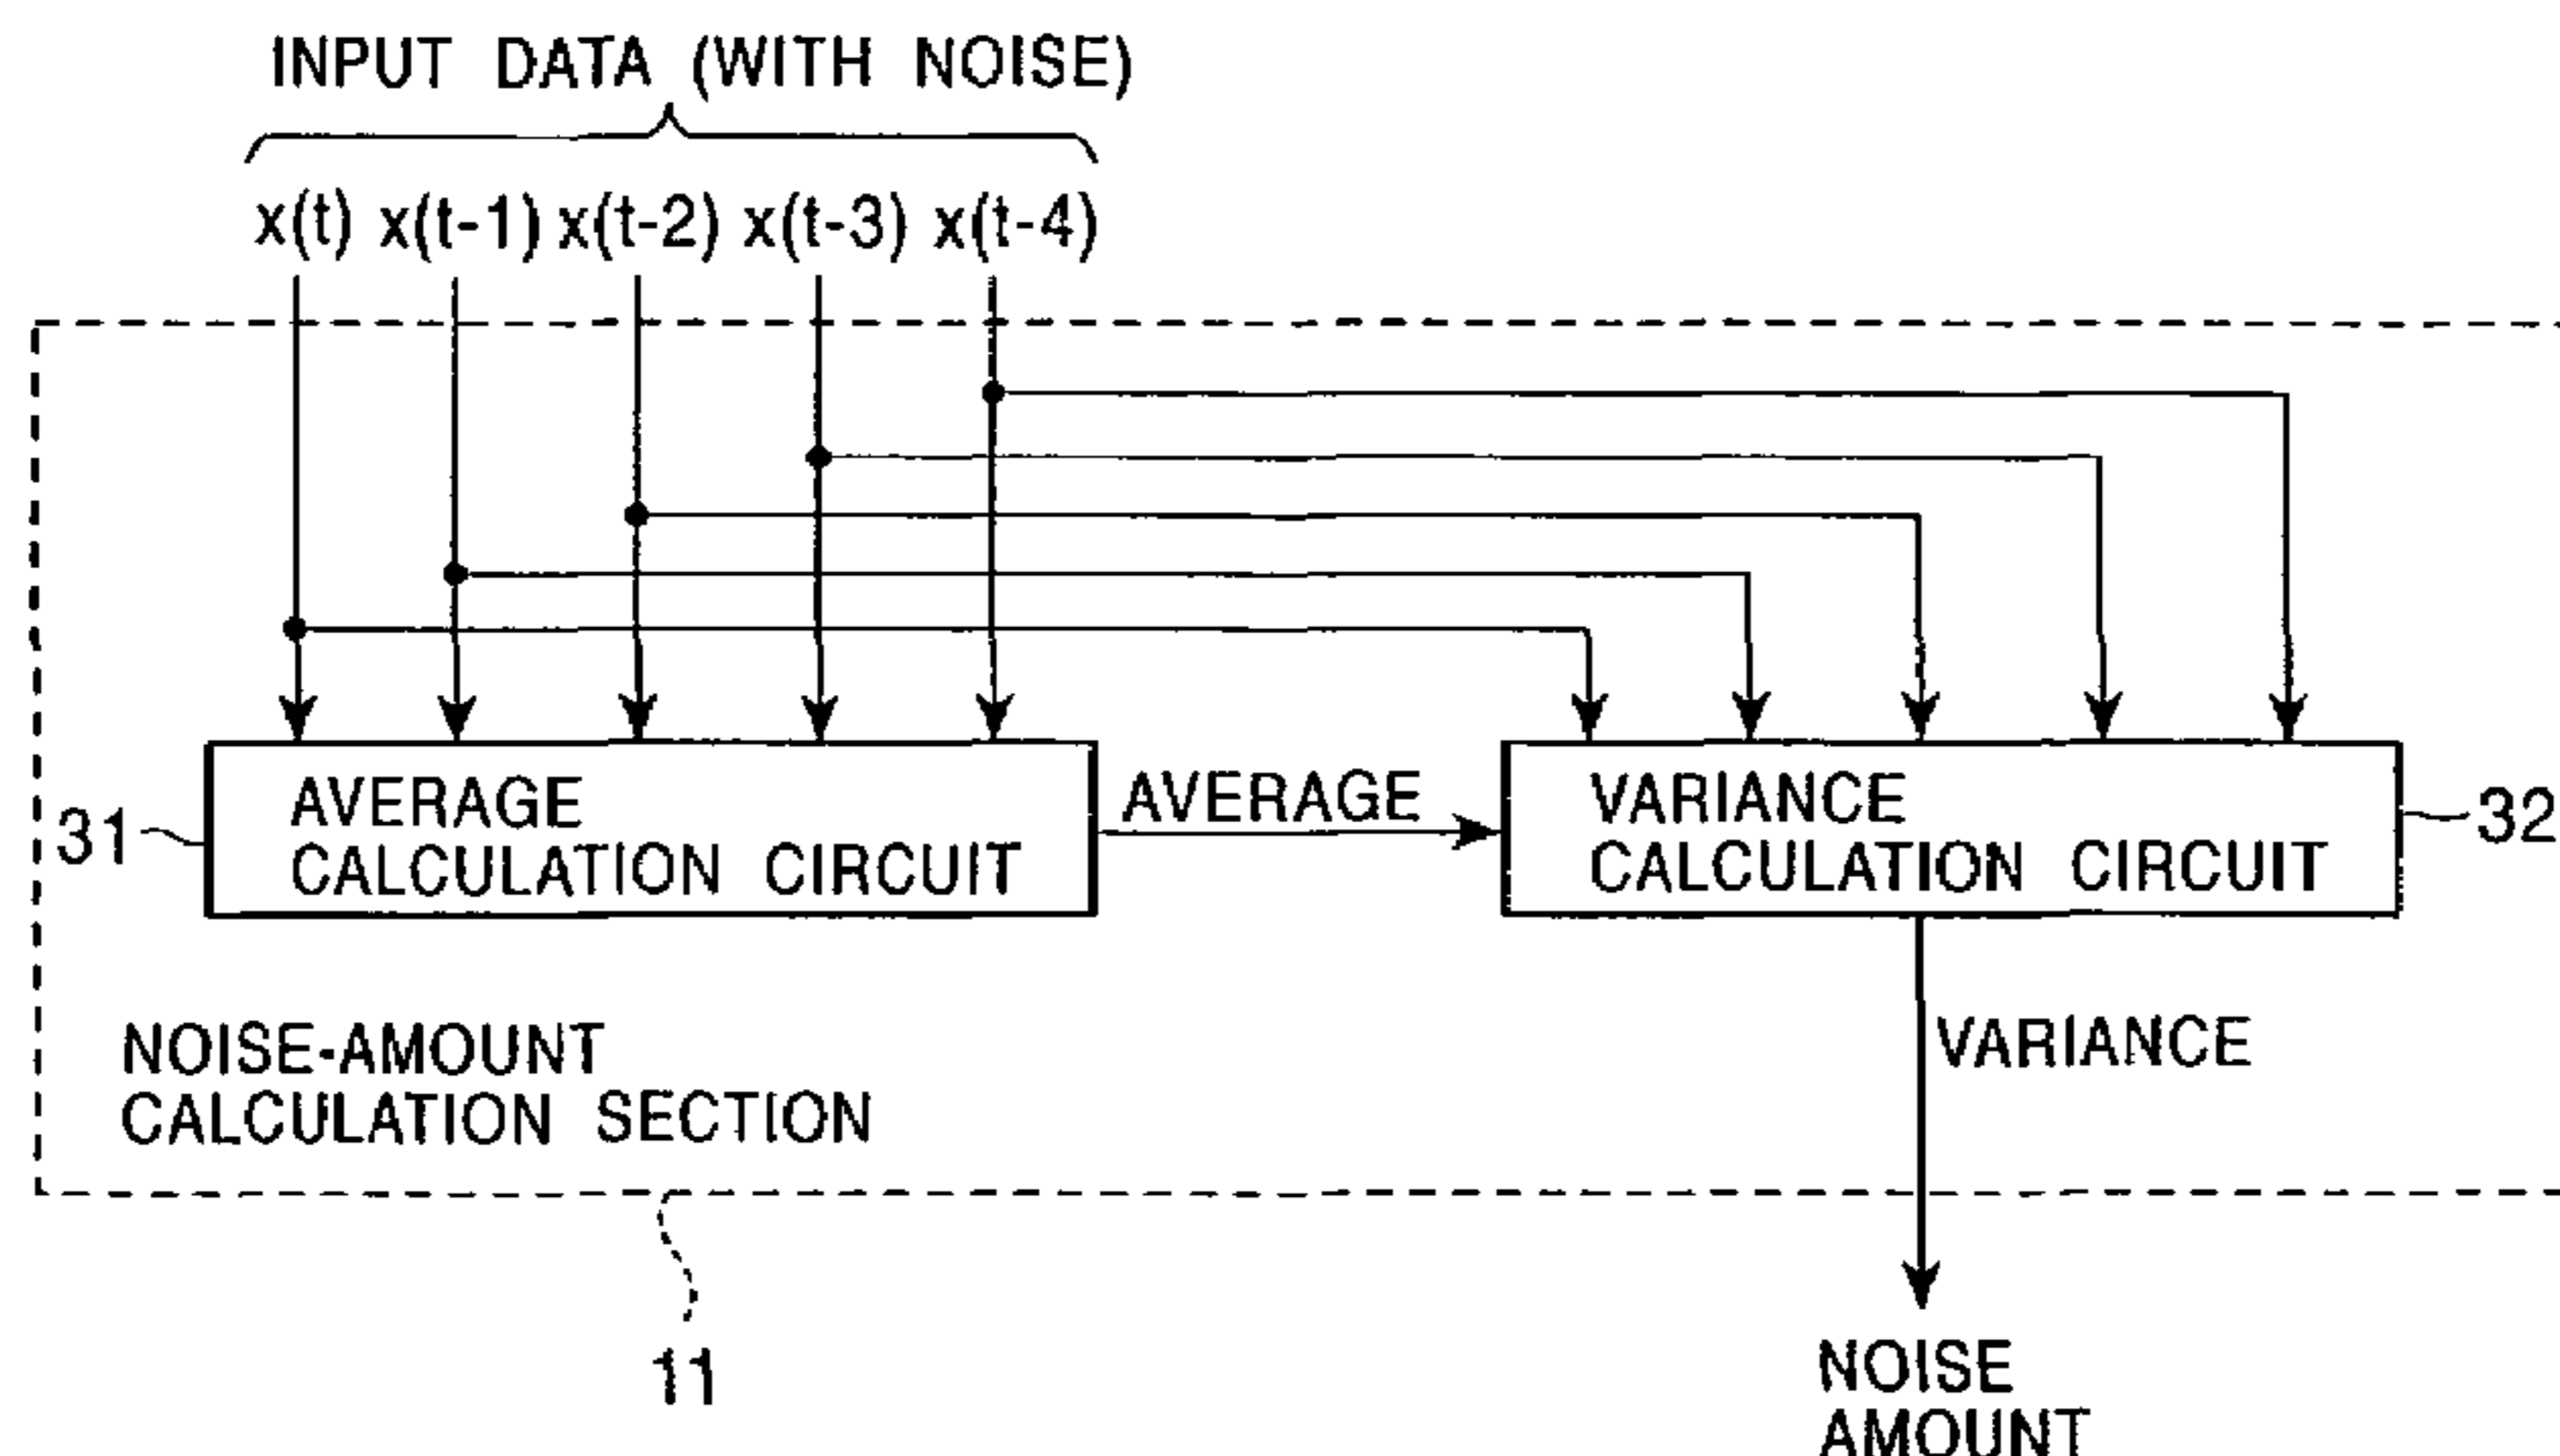 INPUT DATA (WITH NOISE)
x(t) x(t-1) x(t-2) x(t-3) x(t-4)
31
AVERAGE
CALCULATION CIRCUIT
AVERAGE
VARIANCE
CALCULATION CIRCUIT
32
NOISE-AMOUNT
CALCULATION SECTION
VARIANCE
11
NOISE
AMOUNT